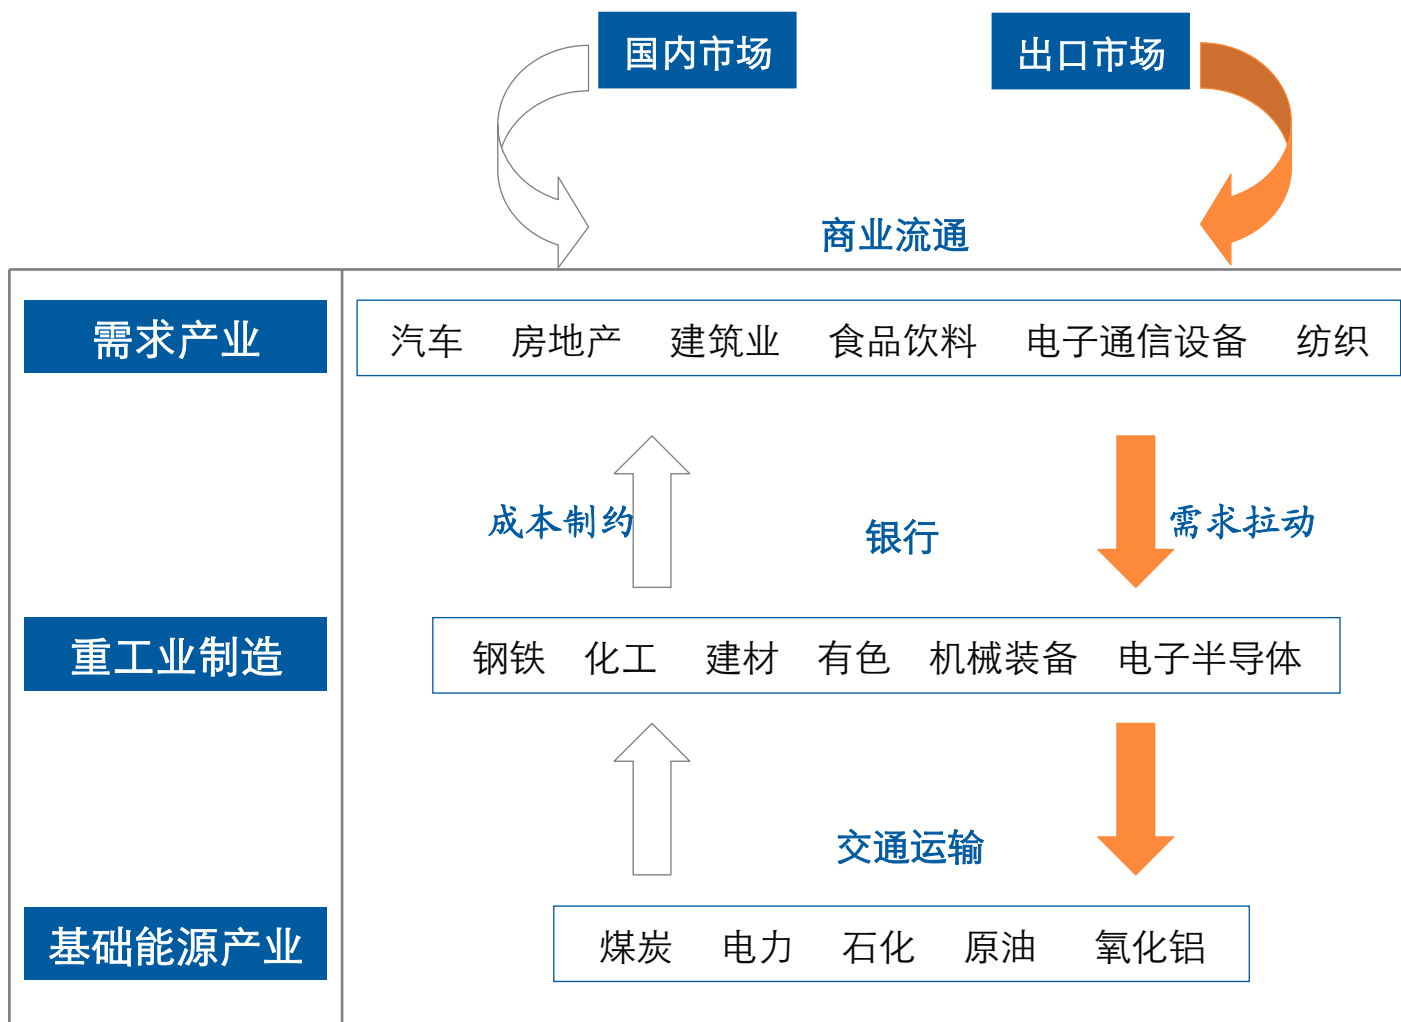 国内市场 出口市场
商业流通
需求产业 汽车 房地产 建筑业 食品饮料 电子通信设备 纺织
成本制约 银行 需求拉动
重工业制造 钢铁 化工 建材 有色 机械装备 电子半导体
交通运输
基础能源产业 煤炭 电力 石化 原油 氧化铝